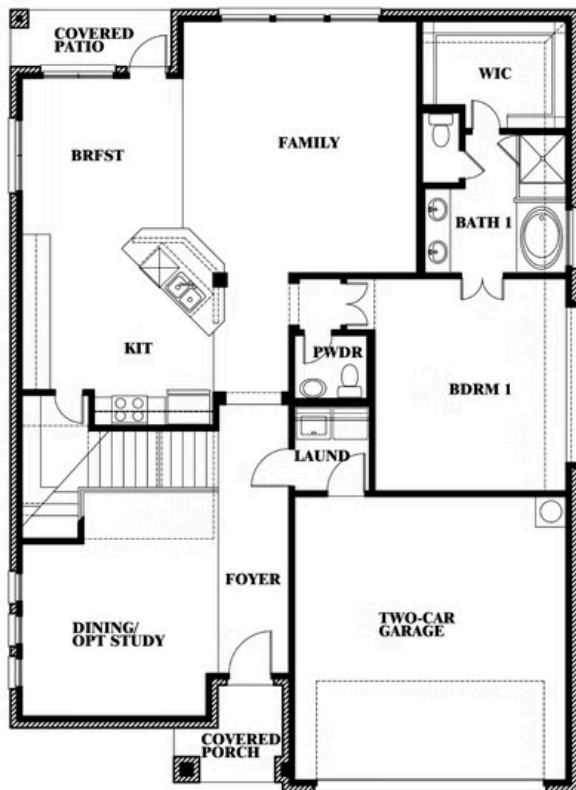 COVERED
PATIO
WIC
BRFST
FAMILY
BATH 1
KIT
PWDR
BDRM 1
LAUND
FOYER
DINING/
OPT STUDY
TWO-CAR
GARAGE
COVERED
PORCH